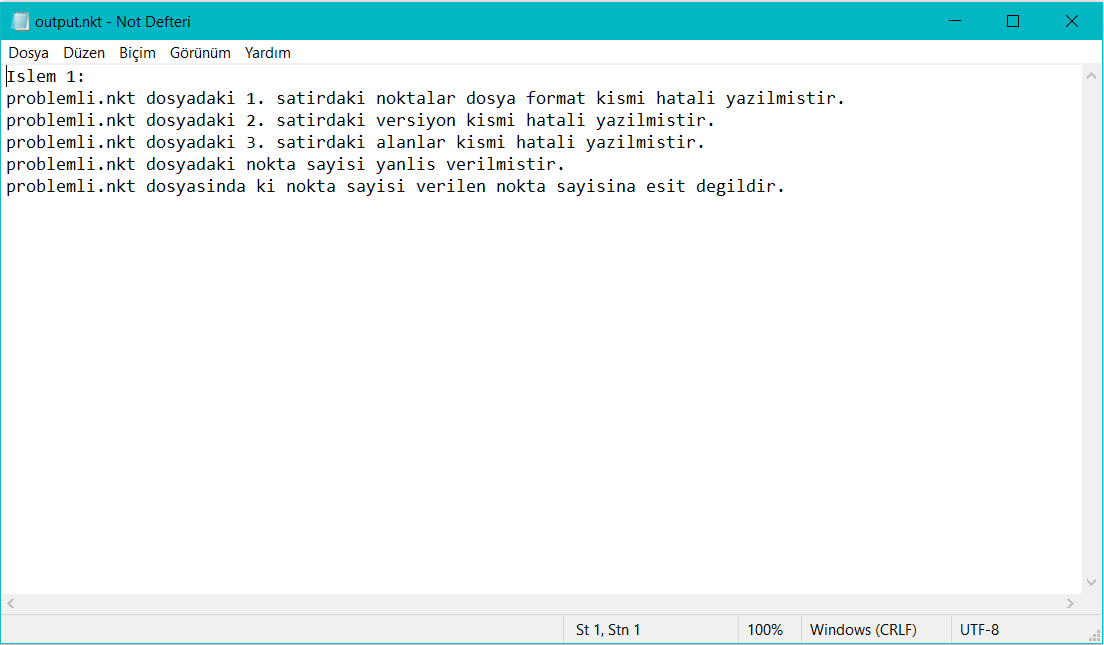 output.nkt - Not Defteri
Dosya Düzen Biçim Görünüm Yardım
Islem 1:
problemli.nkt dosyadaki 1. satirdaki noktalar dosya format kismi hatali yazilmistir.
problemli.nkt dosyadaki 2. satirdaki versiyon kismi hatali yazilmistir.
problemli.nkt dosyadaki 3. satirdaki alanlar kismi hatali yazilmistir.
problemli.nkt dosyadaki nokta sayisi yanlis verilmistir.
problemli.nkt dosyasinda ki nokta sayisi verilen nokta sayisina esit degildir.
St 1, Stn 1 100% Windows (CRLF) UTF-8